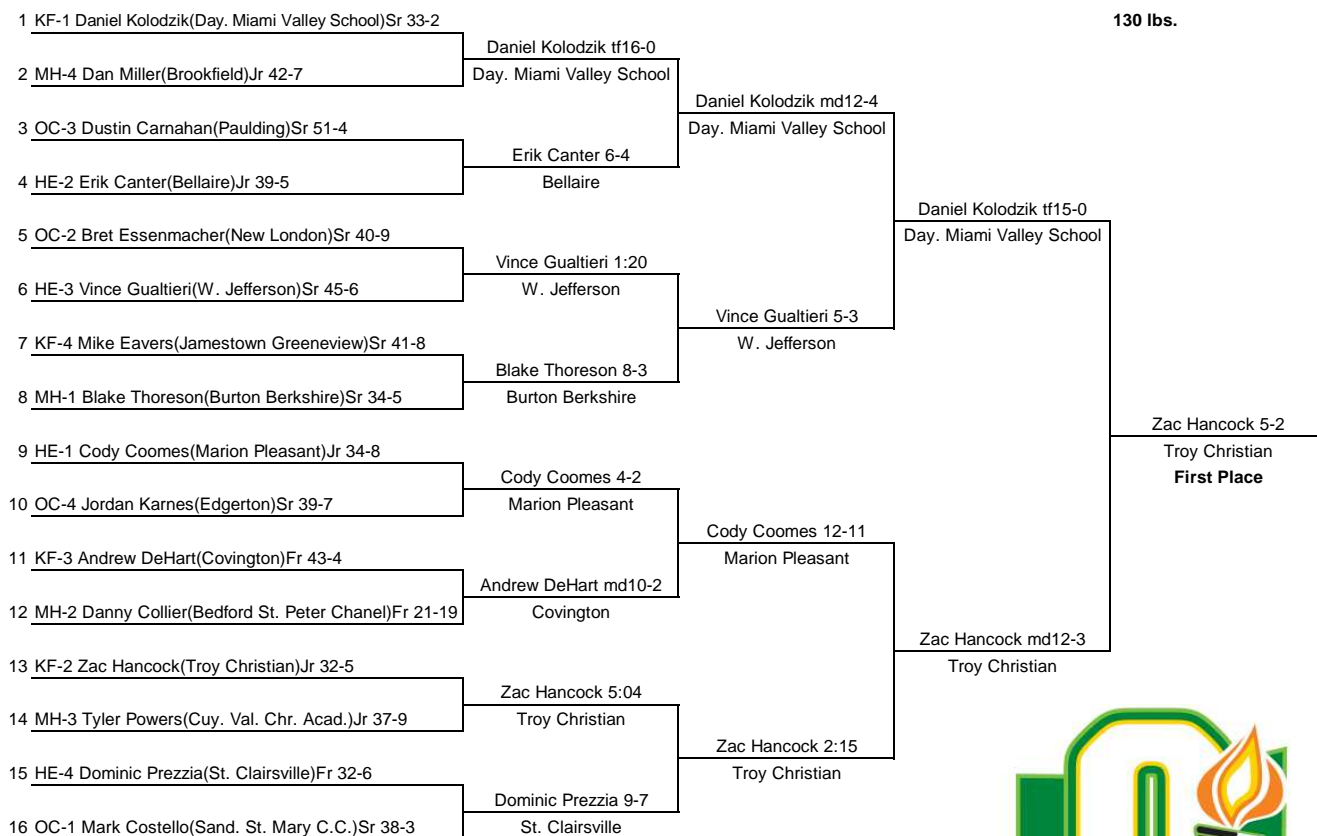 130 lbs.
1 KF-1 Daniel Kolodzik(Day. Miami Valley School)Sr 33-2
2 MH-4 Dan Miller(Brookfield)Jr 42-7
3 OC-3 Dustin Carnahan(Paulding)Sr 51-4
4 HE-2 Erik Canter(Bellaire)Jr 39-5
5 OC-2 Bret Essenmacher(New London)Sr 40-9
6 HE-3 Vince Gualtieri(W. Jefferson)Sr 45-6
7 KF-4 Mike Eavers(Jamestown Greeneview)Sr 41-8
8 MH-1 Blake Thoreson(Burton Berkshire)Sr 34-5
9 HE-1 Cody Coomes(Marion Pleasant)Jr 34-8
10 OC-4 Jordan Karnes(Edgerton)Sr 39-7
11 KF-3 Andrew DeHart(Covington)Fr 43-4
12 MH-2 Danny Collier(Bedford St. Peter Chanel)Fr 21-19
13 KF-2 Zac Hancock(Troy Christian)Jr 32-5
14 MH-3 Tyler Powers(Cuy. Val. Chr. Acad.)Jr 37-9
15 HE-4 Dominic Prezzia(St. Clairsville)Fr 32-6
16 OC-1 Mark Costello(Sand. St. Mary C.C.)Sr 38-3
Daniel Kolodzik tf16-0
Day. Miami Valley School
Erik Canter 6-4
Bellaire
Vince Gualtieri 1:20
W. Jefferson
Blake Thoreson 8-3
Burton Berkshire
Cody Coomes 4-2
Marion Pleasant
Andrew DeHart md10-2
Covington
Zac Hancock 5:04
Troy Christian
Dominic Prezzia 9-7
St. Clairsville
Daniel Kolodzik md12-4
Day. Miami Valley School
Vince Gualtieri 5-3
W. Jefferson
Cody Coomes 12-11
Marion Pleasant
Zac Hancock 2:15
Troy Christian
Daniel Kolodzik tf15-0
Day. Miami Valley School
Zac Hancock md12-3
Troy Christian
Zac Hancock 5-2
Troy Christian
First Place